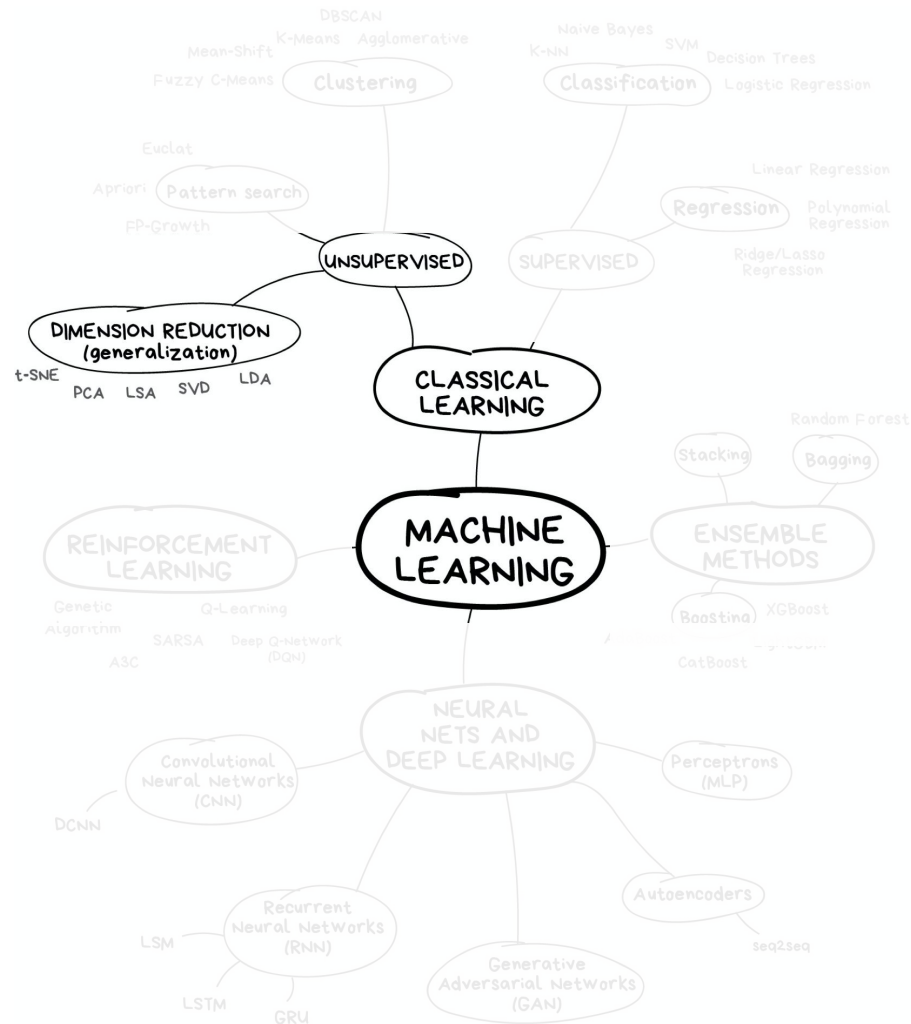 DBSCAN
K-Means
Agglomerative
Mean-Shift
Fuzzy C-Means
Clustering
Naive Bayes
K-NN
SVM
Decision Trees
Classification
Logistic Regression
Euclat
Apriori
Pattern search
FP-Growth
Linear Regression
Regression
Polynomial
Regression
Ridge/Lasso
Regression
UNSUPERVISED
SUPERVISED
DIMENSION REDUCTION
(generalization)
t-SNE
PCA
LSA
SVD
LDA
CLASSICAL
LEARNING
Random Forest
Stacking
Bagging
MACHINE
LEARNING
REINFORCEMENT
LEARNING
ENSEMBLE
METHODS
Genetic
Algorithm
Q-Learning
SARSA
Deep Q-Network
(DQN)
A3C
Boosting
XGBoost
CatBoost
NEURAL
NETS AND
DEEP LEARNING
Convolutional
Neural Networks
(CNN)
DCNN
Perceptrons
(MLP)
Recurrent
Neural Networks
(RNN)
LSM
LSTM
GRU
Autoencoders
seq2seq
Generative
Adversarial Networks
(GAN)